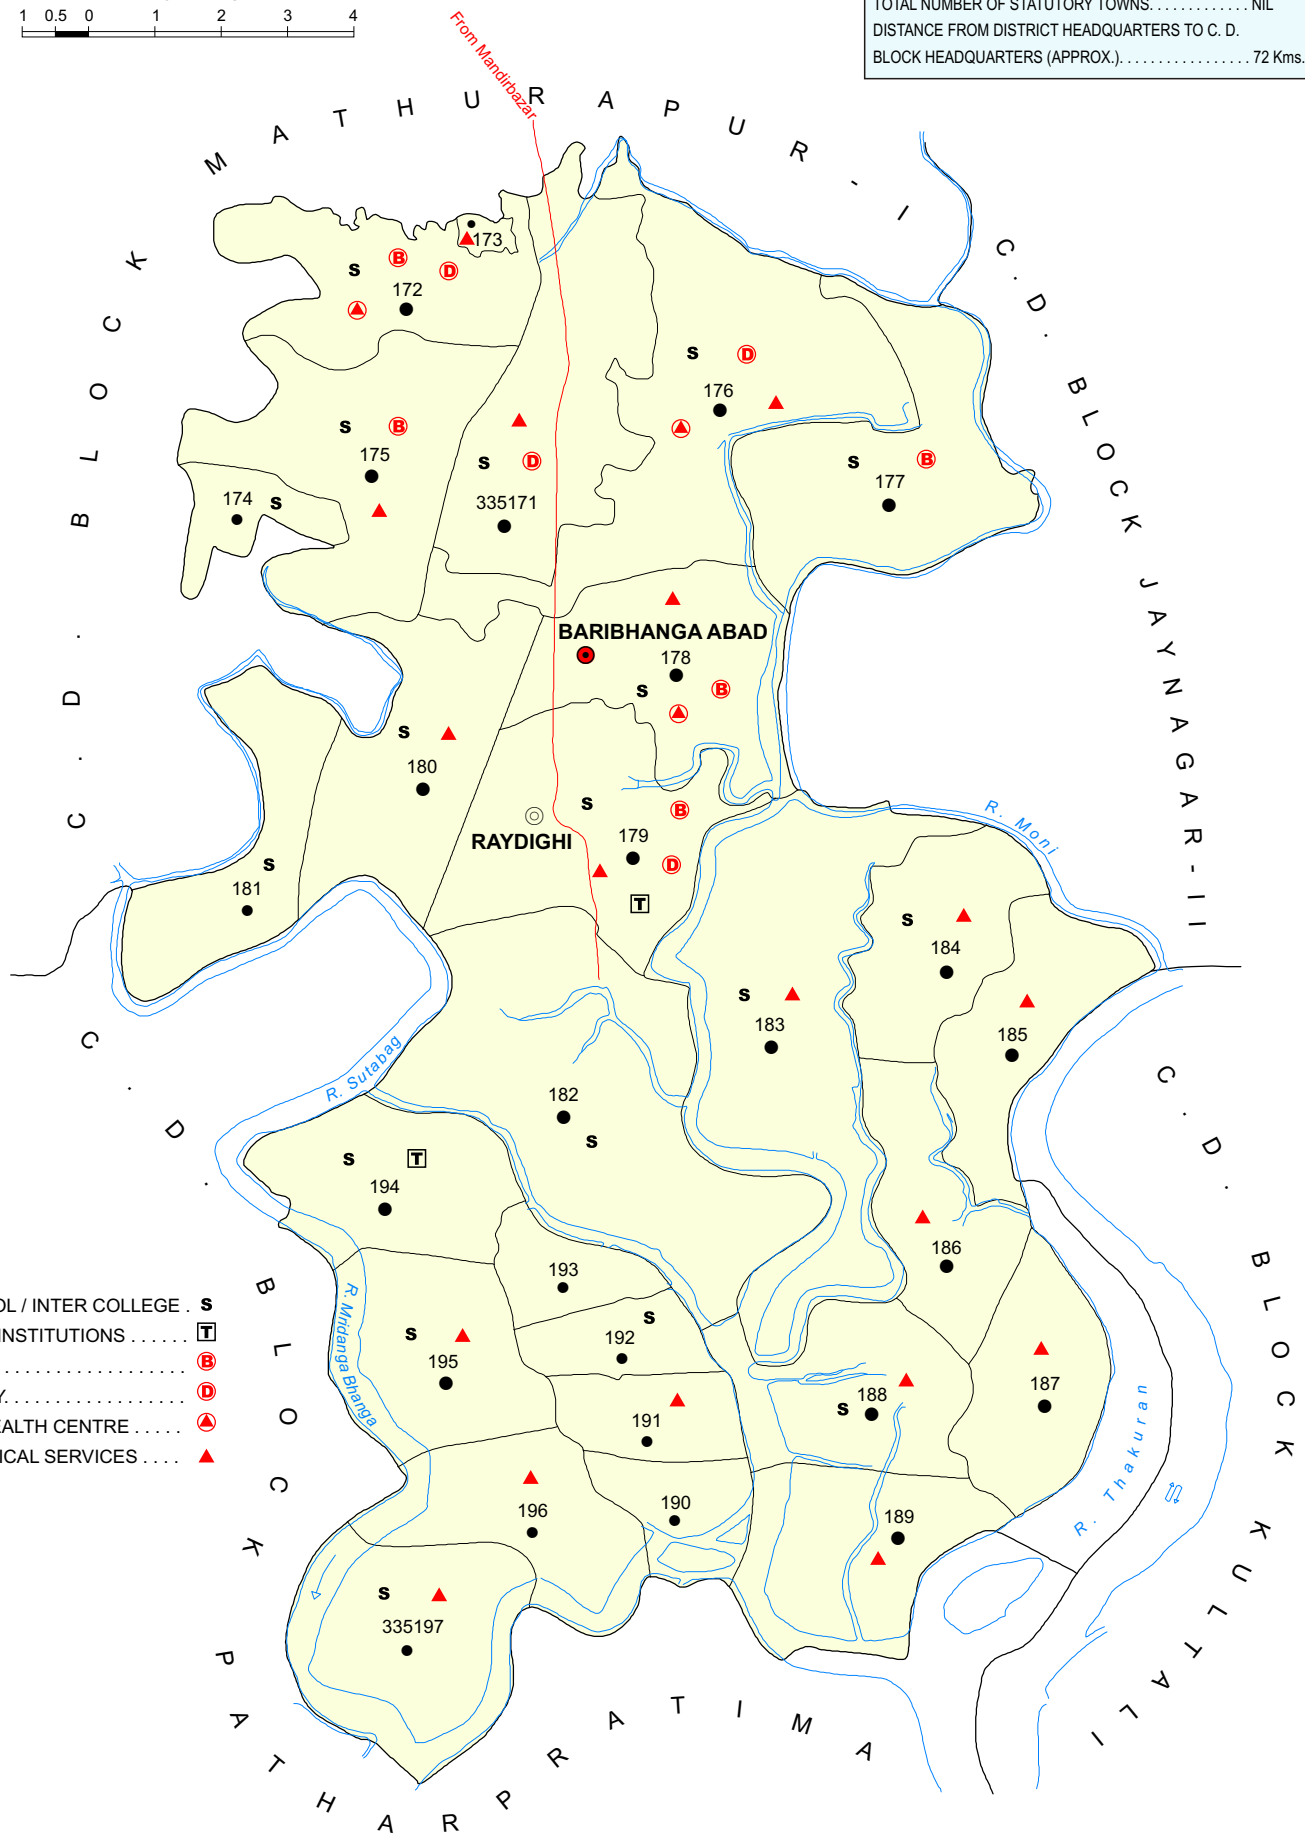 1 0.5 0 1 2 3 4
TOTAL NUMBER OF STATUTORY TOWNS. . . . . . . . . . . . NIL
DISTANCE FROM DISTRICT HEADQUARTERS TO C. D.
BLOCK HEADQUARTERS (APPROX.). . . . . . . . . . . . . . . . 72 Kms.
From Mandirbazar
C. D. BLOCK MATHURAPUR - I
C. D. BLOCK JAYNAGAR - II
173
S B D
172
S D
176
S B
175
S D
335171
S B
177
174 S
BARIBHANGA ABAD
178
S B
S
180
S B
179
D
T
RAYDIGHI
S
181
R. Moni
S
184
S
183
185
R. Sutabag
182
S
S T
194
186
193
S
192
S
195
R. Mridanga Bhanga
191
S 188
187
R. Thakuran
196
190
189
S
335197
OL / INTER COLLEGE . S
INSTITUTIONS . . . . . . T
. . . . . . . . . . . . . . . . . . B
Y. . . . . . . . . . . . . . . . . D
EALTH CENTRE . . . . .
ICAL SERVICES . . . .
C. D. BLOCK PATHARPRATIMA
C. D. BLOCK KULTALI